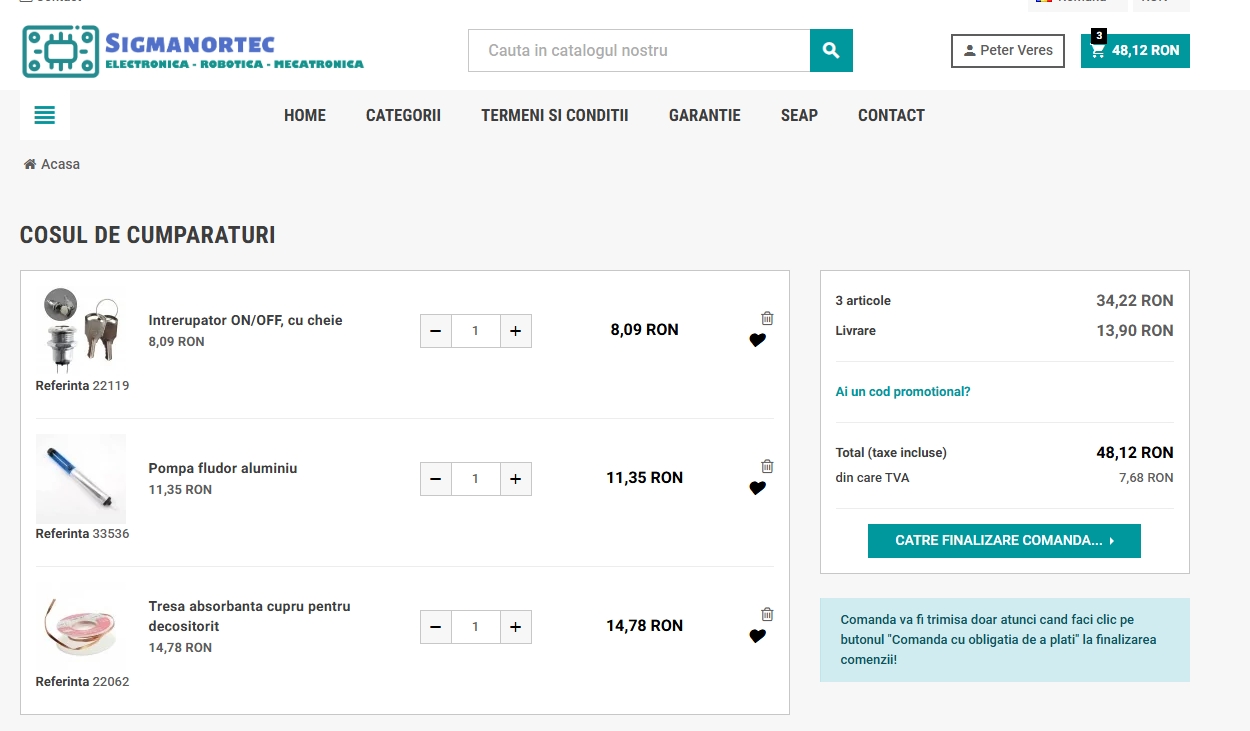 SIGMANORTEC
ELECTRONICA - ROBOTICA - MECATRONICA
Cauta in catalogul nostru
Peter Veres
3
48,12 RON
HOME CATEGORII TERMENI SI CONDITII GARANTIE SEAP CONTACT
Acasa
COSUL DE CUMPARATURI
Intrerupator ON/OFF, cu cheie
8,09 RON
1
8,09 RON
Referinta 22119
Pompa fludor aluminiu
11,35 RON
1
11,35 RON
Referinta 33536
Tresa absorbanta cupru pentru
decositorit
14,78 RON
1
14,78 RON
Referinta 22062
3 articole 34,22 RON
Livrare 13,90 RON
Ai un cod promotional?
Total (taxe incluse) 48,12 RON
din care TVA 7,68 RON
CATRE FINALIZARE COMANDA...
Comanda va fi trimisa doar atunci cand faci clic pe
butonul "Comanda cu obligatia de a plati" la finalizarea
comenzii!